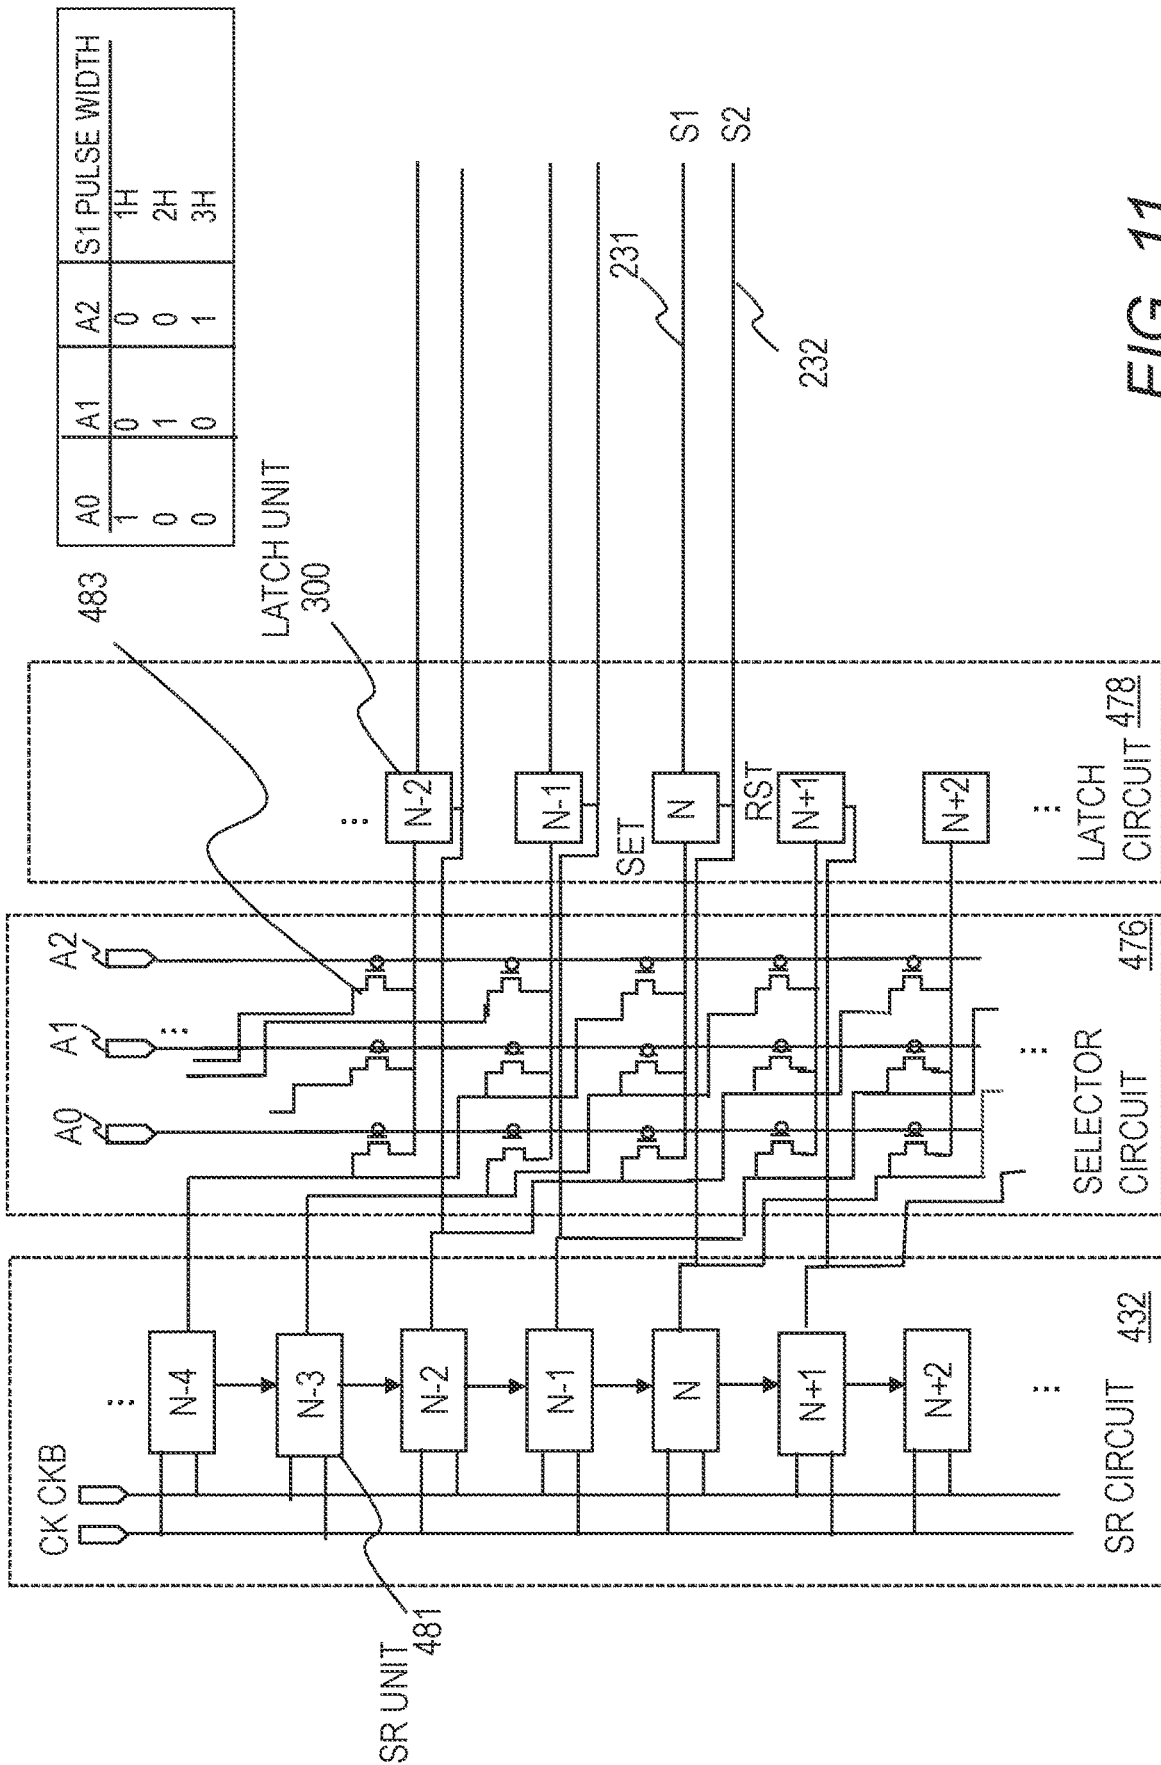 A0 A1 A2 S1 PULSE WIDTH
1 0 0 1H
0 1 0 2H
0 0 1 3H
CK CKB
A0 A1 A2
483
LATCH UNIT
300
...
N-4
N-3
N-2
N-1
N
N+1
N+2
...
SR UNIT
481
SR CIRCUIT 432
...
...
SELECTOR
CIRCUIT 476
...
N-2
N-1
SET
N
RST
N+1
N+2
...
LATCH
CIRCUIT 478
231
232
S1
S2
FIG. 11